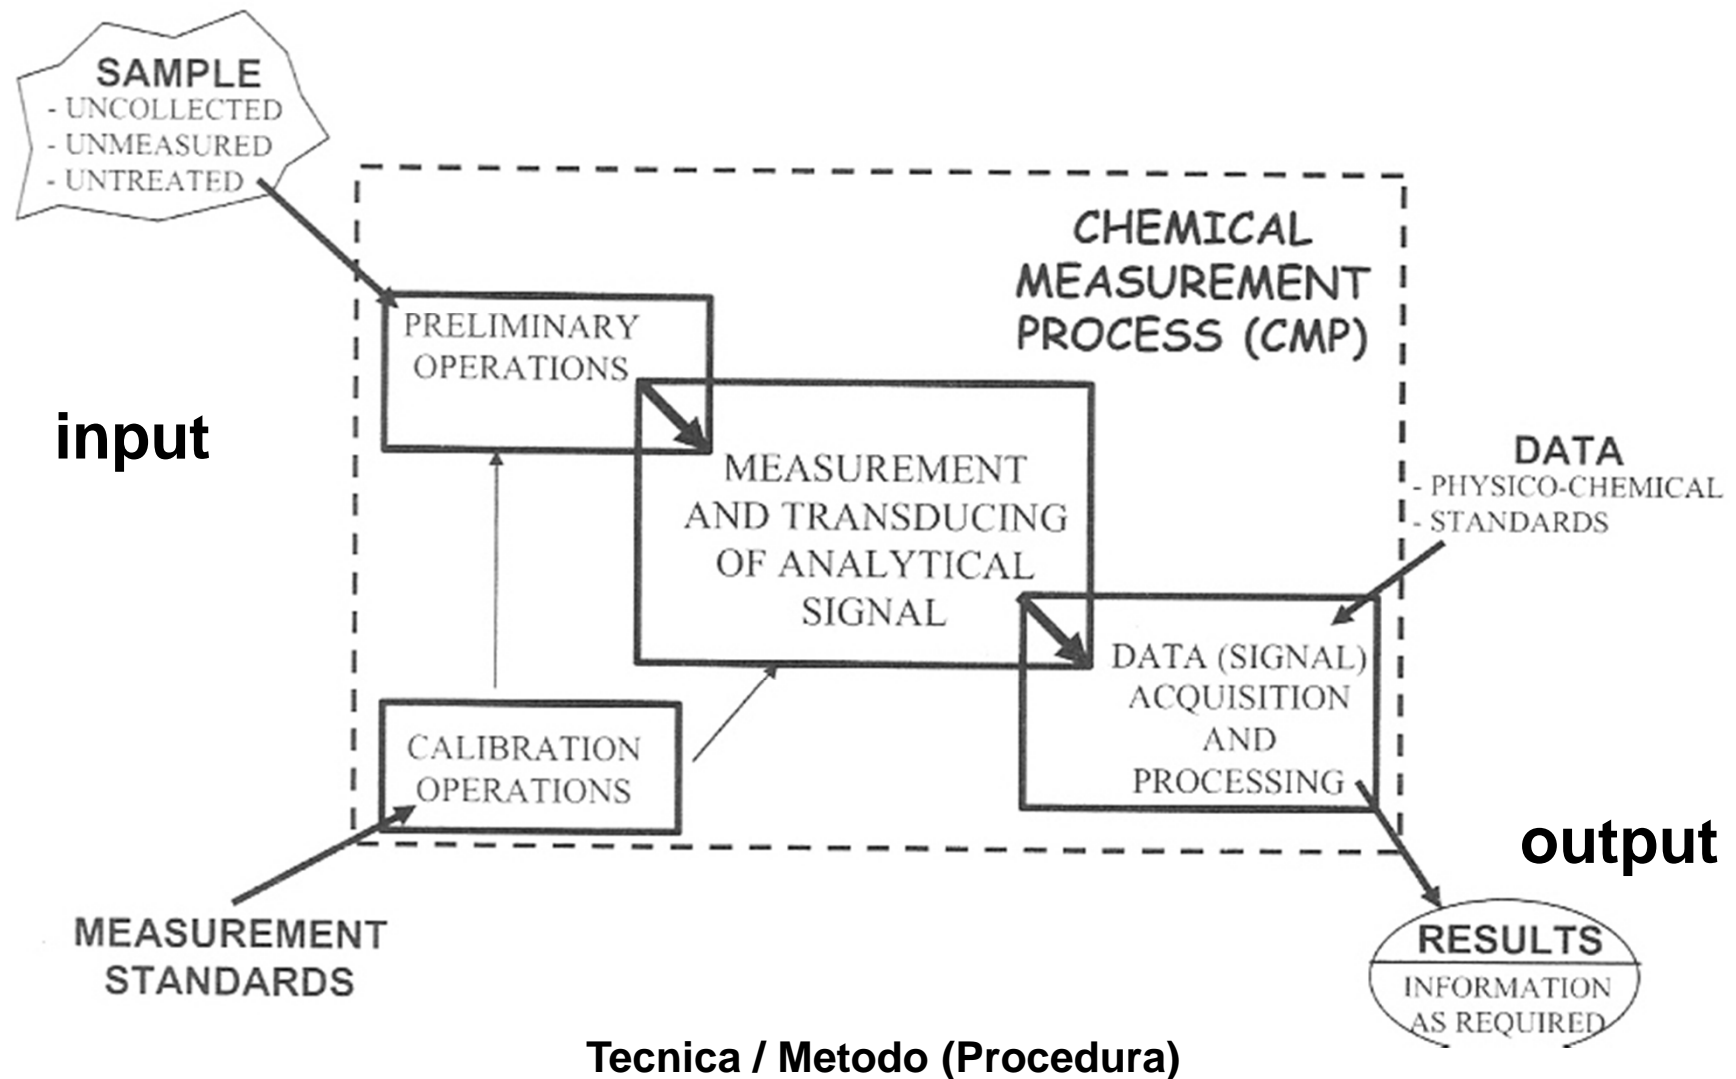 SAMPLE
- UNCOLLECTED
- UNMEASURED
- UNTREATED
CHEMICAL
MEASUREMENT
PROCESS (CMP)
PRELIMINARY
OPERATIONS
input
MEASUREMENT
AND TRANSDUCING
OF ANALYTICAL
SIGNAL
DATA
- PHYSICO-CHEMICAL
- STANDARDS
DATA (SIGNAL)
ACQUISITION
AND
PROCESSING
CALIBRATION
OPERATIONS
output
MEASUREMENT
STANDARDS
RESULTS
INFORMATION
AS REQUIRED
Tecnica / Metodo (Procedura)